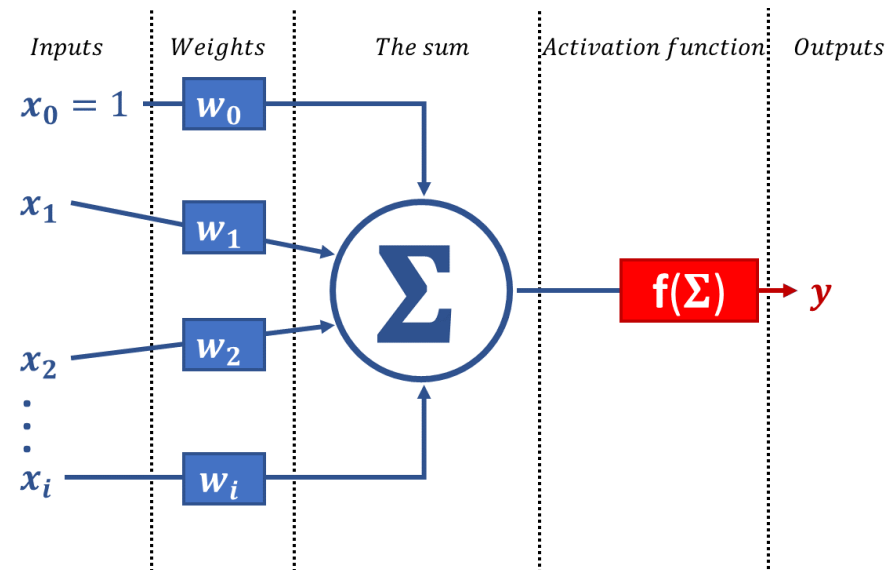 Inputs Weights The sum Activation function Outputs
x₀ = 1 w₀
x₁ w₁
Σ f(Σ) y
x₂ w₂
⋮
xᵢ wᵢ